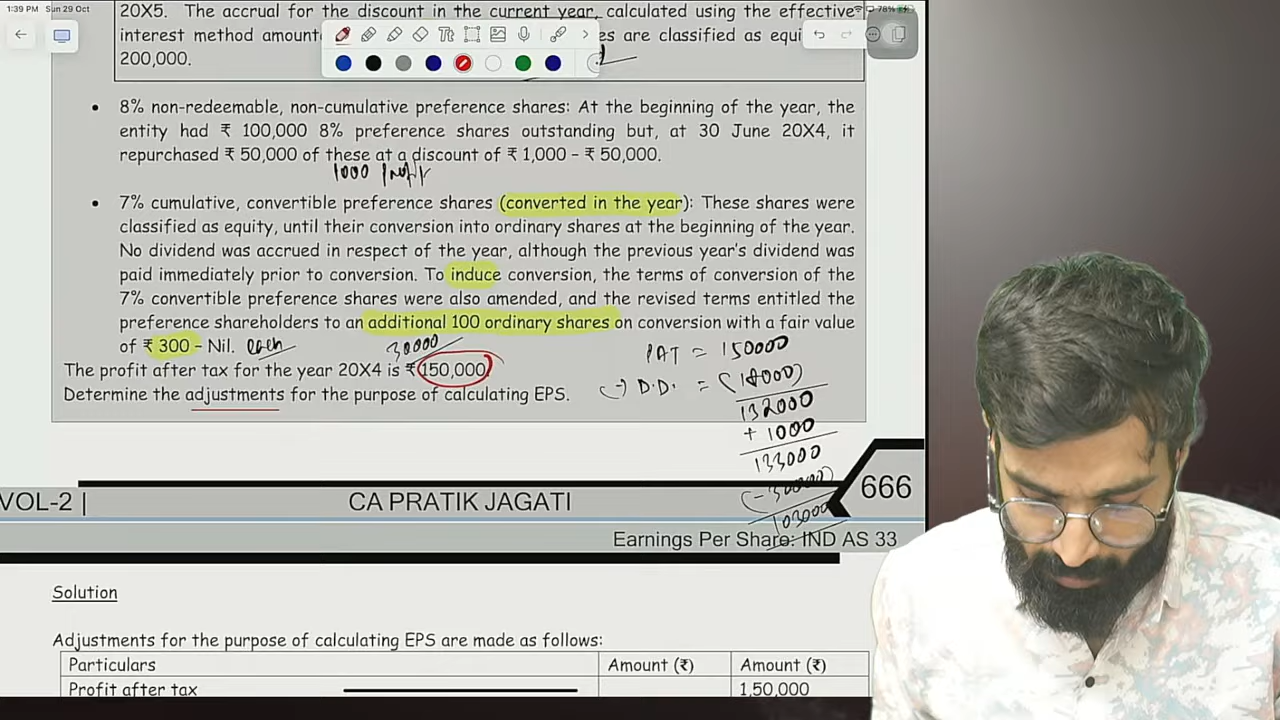 1:39 PM Sun 29 Oct
78%
20X5. The accrual for the discount in the current year, calculated using the effective
interest method amount
es are classified as equi
200,000.
Tt
• 8% non-redeemable, non-cumulative preference shares: At the beginning of the year, the
entity had ₹ 100,000 8% preference shares outstanding but, at 30 June 20X4, it
repurchased ₹ 50,000 of these at a discount of ₹ 1,000 – ₹ 50,000.
1000 Profit
• 7% cumulative, convertible preference shares (converted in the year): These shares were
classified as equity, until their conversion into ordinary shares at the beginning of the year.
No dividend was accrued in respect of the year, although the previous year's dividend was
paid immediately prior to conversion. To induce conversion, the terms of conversion of the
7% convertible preference shares were also amended, and the revised terms entitled the
preference shareholders to an additional 100 ordinary shares on conversion with a fair value
of ₹ 300 – Nil. each
30000
The profit after tax for the year 20X4 is ₹ 150,000
Determine the adjustments for the purpose of calculating EPS.
PAT = 150000
(-) D.D. = (18000)
132000
+ 1000
133000
103000
VOL-2 |
CA PRATIK JAGATI
666
Earnings Per Share: IND AS 33
Solution
Adjustments for the purpose of calculating EPS are made as follows:
Particulars Amount (₹) Amount (₹)
Profit after tax 1,50,000